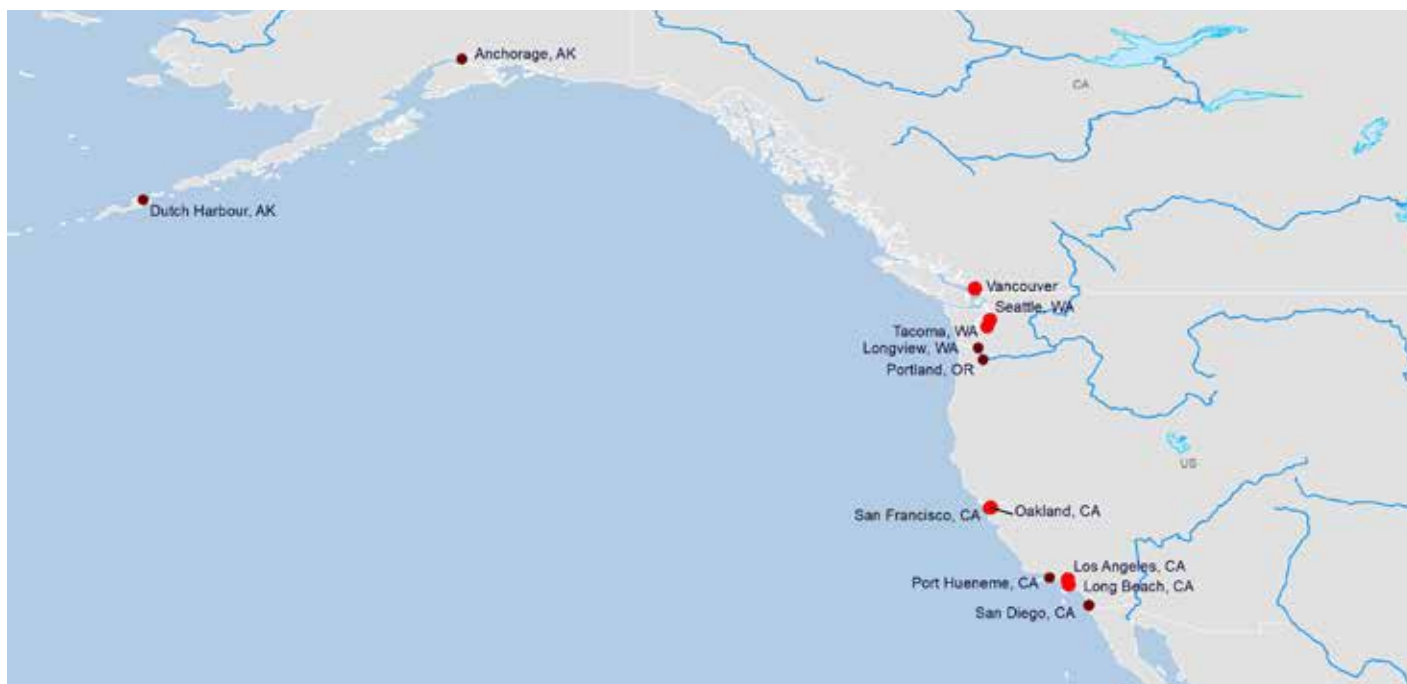 Anchorage, AK
CA
Dutch Harbour, AK
Vancouver
Seattle, WA
Tacoma, WA
Longview, WA
Portland, OR
US
San Francisco, CA
Oakland, CA
Los Angeles, CA
Port Hueneme, CA
Long Beach, CA
San Diego, CA